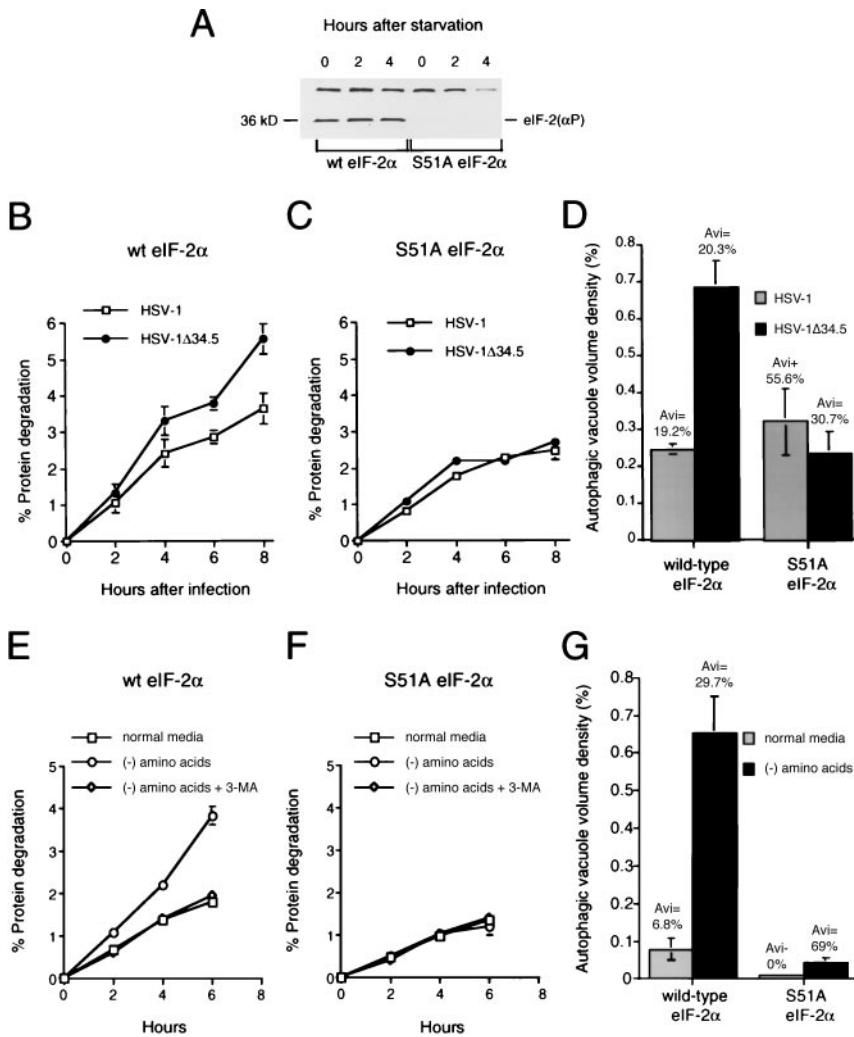 A
Hours after starvation
0 2 4 0 2 4
36 kD
eIF-2(αP)
wt eIF-2α
S51A eIF-2α
B
wt eIF-2α
HSV-1
HSV-1Δ34.5
% Protein degradation
6
5
4
3
2
1
0
0 2 4 6 8
Hours after infection
C
S51A eIF-2α
HSV-1
HSV-1Δ34.5
% Protein degradation
6
5
4
3
2
1
0
0 2 4 6 8
Hours after infection
D
Autophagic vacuole volume density (%)
0.8
0.7
0.6
0.5
0.4
0.3
0.2
0.1
0
Avi=
19.2%
Avi=
20.3%
Avi+
55.6%
Avi=
30.7%
HSV-1
HSV-1Δ34.5
wild-type
eIF-2α
S51A
eIF-2α
E
wt eIF-2α
normal media
(-) amino acids
(-) amino acids + 3-MA
% Protein degradation
5
4
3
2
1
0
0 2 4 6
Hours
F
S51A eIF-2α
normal media
(-) amino acids
(-) amino acids + 3-MA
% Protein degradation
5
4
3
2
1
0
0 2 4 6
Hours
G
Autophagic vacuole volume density (%)
0.8
0.7
0.6
0.5
0.4
0.3
0.2
0.1
0
Avi=
6.8%
Avi=
29.7%
Avi-
0%
Avi=
69%
normal media
(-) amino acids
wild-type
eIF-2α
S51A
eIF-2α